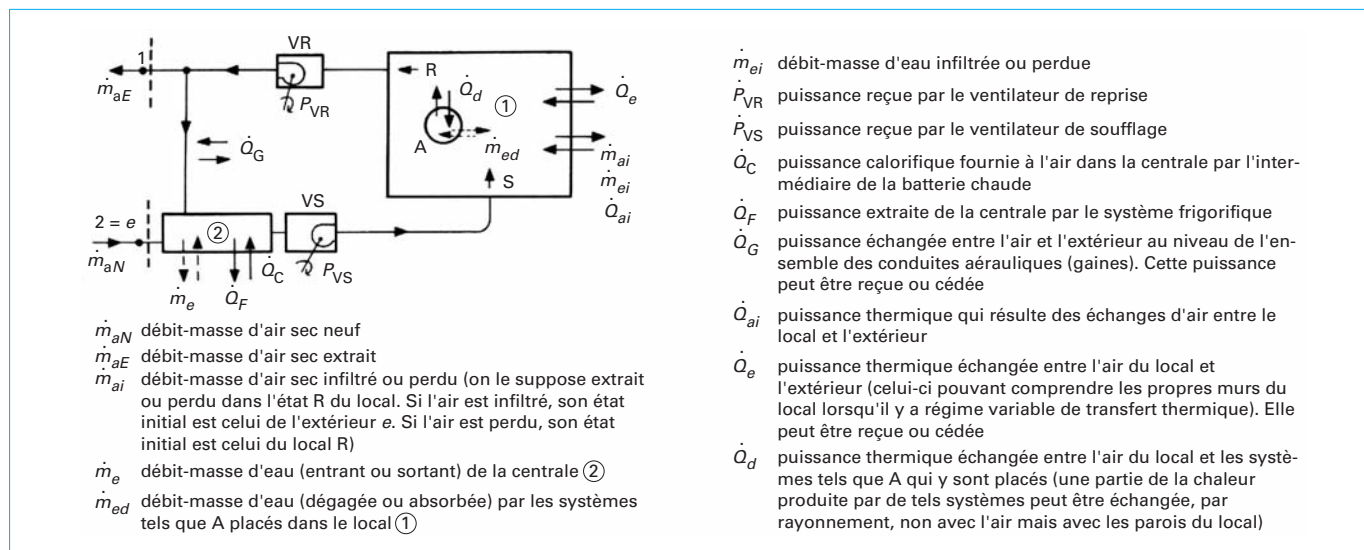 VR
1
ṁaE
PVR
R
Q̇d
①
A
ṁed
S
Q̇e
ṁai
ṁei
Q̇ai
Q̇G
2 = e
ṁaN
②
VS
ṁe
Q̇F
Q̇C
PVS
ṁaN débit-masse d'air sec neuf
ṁaE débit-masse d'air sec extrait
ṁai débit-masse d'air sec infiltré ou perdu (on le suppose extrait
ou perdu dans l'état R du local. Si l'air est infiltré, son état
initial est celui de l'extérieur e. Si l'air est perdu, son état
initial est celui du local R)
ṁe débit-masse d'eau (entrant ou sortant) de la centrale ②
ṁed débit-masse d'eau (dégagée ou absorbée) par les systèmes
tels que A placés dans le local ①
ṁei débit-masse d'eau infiltrée ou perdue
ṖVR puissance reçue par le ventilateur de reprise
ṖVS puissance reçue par le ventilateur de soufflage
Q̇C puissance calorifique fournie à l'air dans la centrale par l'inter-
médiaire de la batterie chaude
Q̇F puissance extraite de la centrale par le système frigorifique
Q̇G puissance échangée entre l'air et l'extérieur au niveau de l'en-
semble des conduites aérauliques (gaines). Cette puissance
peut être reçue ou cédée
Q̇ai puissance thermique qui résulte des échanges d'air entre le
local et l'extérieur
Q̇e puissance thermique échangée entre l'air du local et
l'extérieur (celui-ci pouvant comprendre les propres murs du
local lorsqu'il y a régime variable de transfert thermique). Elle
peut être reçue ou cédée
Q̇d puissance thermique échangée entre l'air du local et les systè-
mes tels que A qui y sont placés (une partie de la chaleur
produite par de tels systèmes peut être échangée, par
rayonnement, non avec l'air mais avec les parois du local)